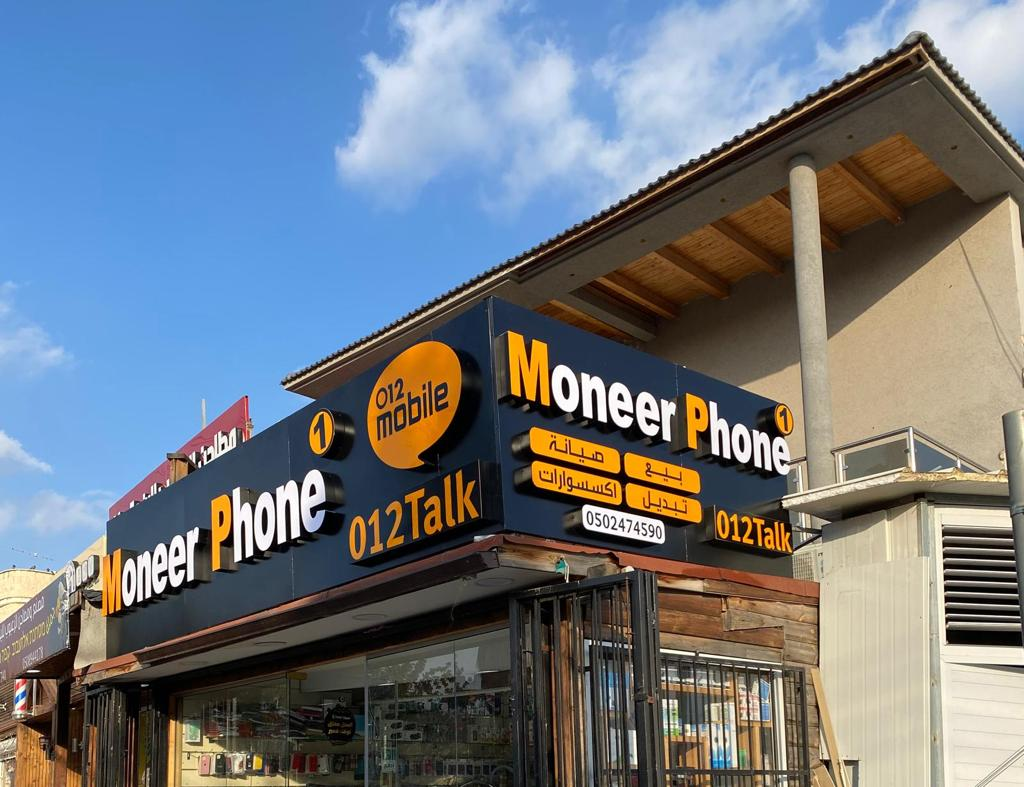 Moneer Phone
1
012
mobile
012Talk
Moneer Phone
1
صيانة
بيع
اكسسوارات
تبديل
0502474590
012Talk